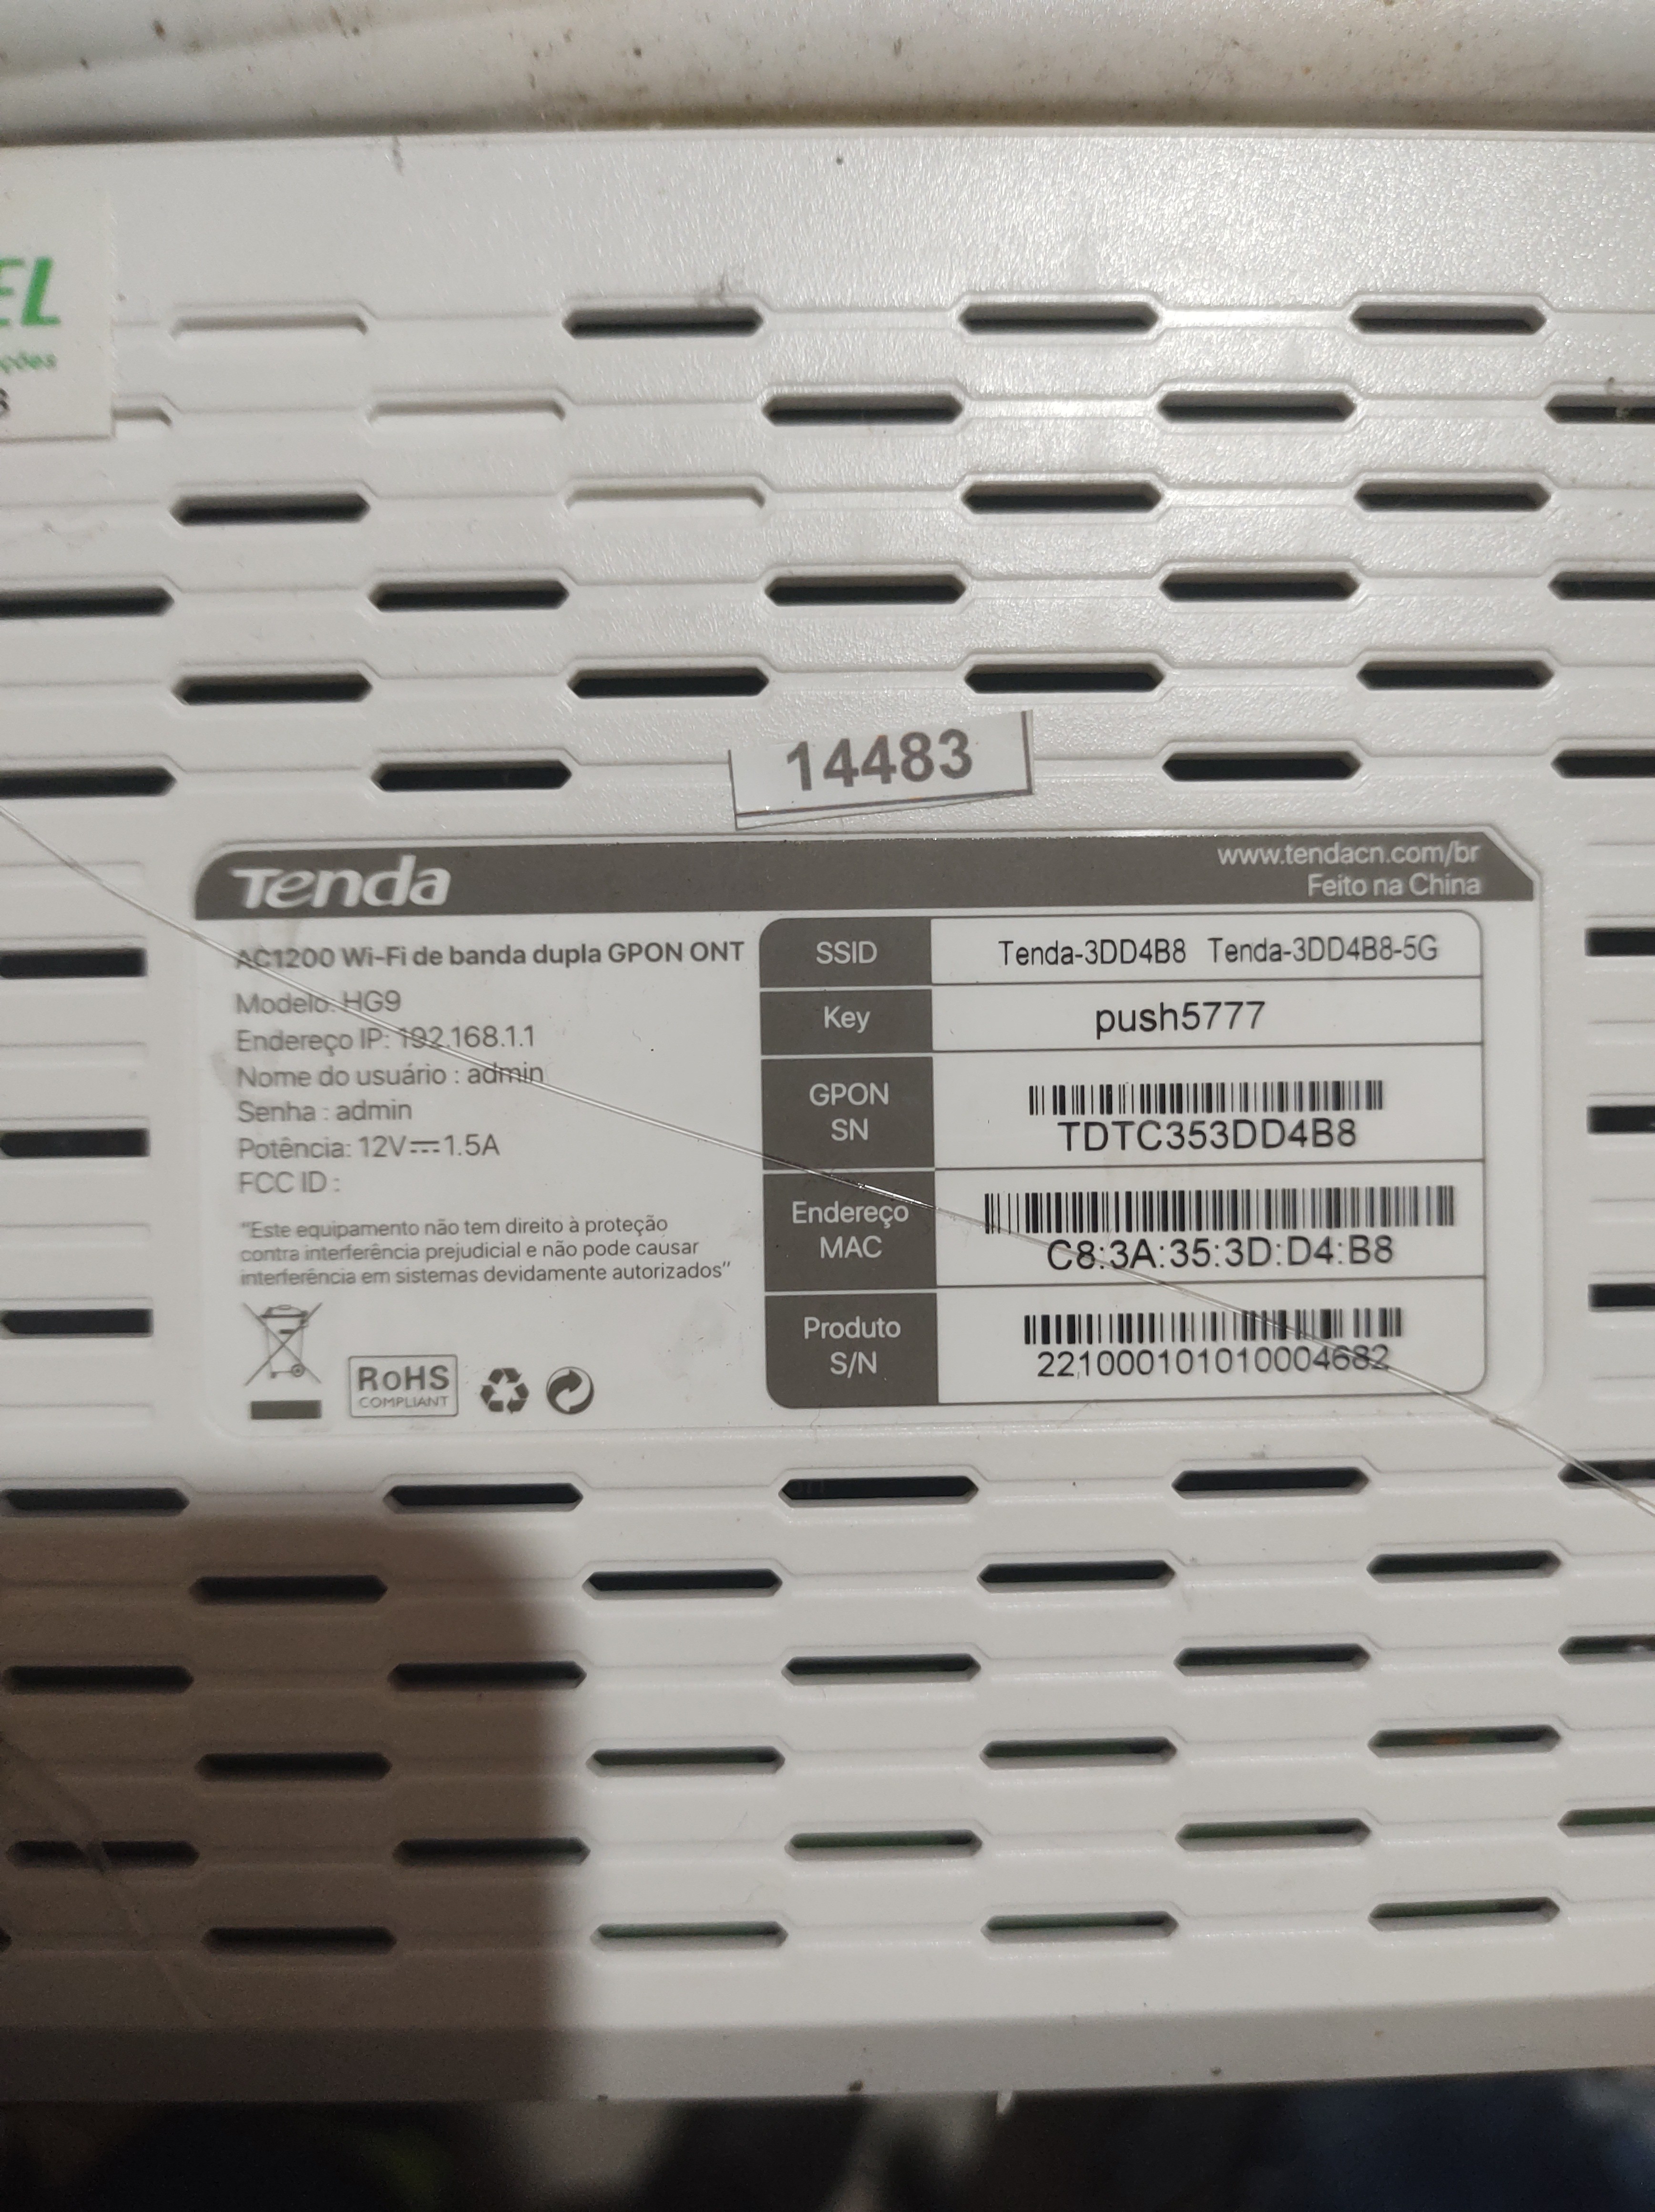 EL
ções
14483
Tenda
www.tendacn.com/br
Feito na China
AC1200 Wi-Fi de banda dupla GPON ONT
Modelo: HG9
Endereço IP: 192.168.1.1
Nome do usuário : admin
Senha : admin
Potência: 12V⎓1.5A
FCC ID :
"Este equipamento não tem direito à proteção
contra interferência prejudicial e não pode causar
interferência em sistemas devidamente autorizados"
RoHS
COMPLIANT
SSID
Tenda-3DD4B8 Tenda-3DD4B8-5G
Key
push5777
GPON
SN
TDTC353DD4B8
Endereço
MAC
C8:3A:35:3D:D4:B8
Produto
S/N
221000101010004682